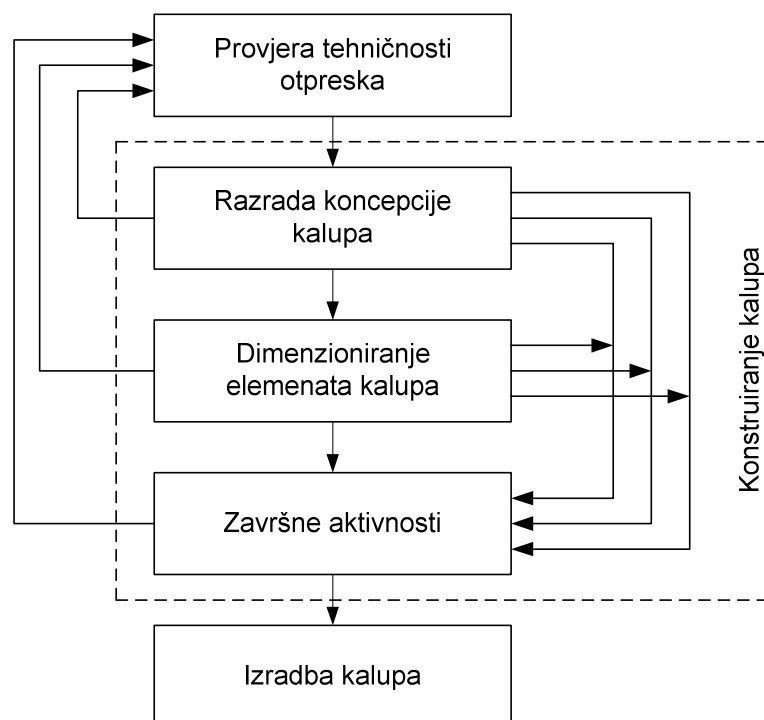 Provjera tehničnosti
otpreska
Razrada koncepcije
kalupa
Dimenzioniranje
elemenata kalupa
Završne aktivnosti
Izradba kalupa
Konstruiranje kalupa